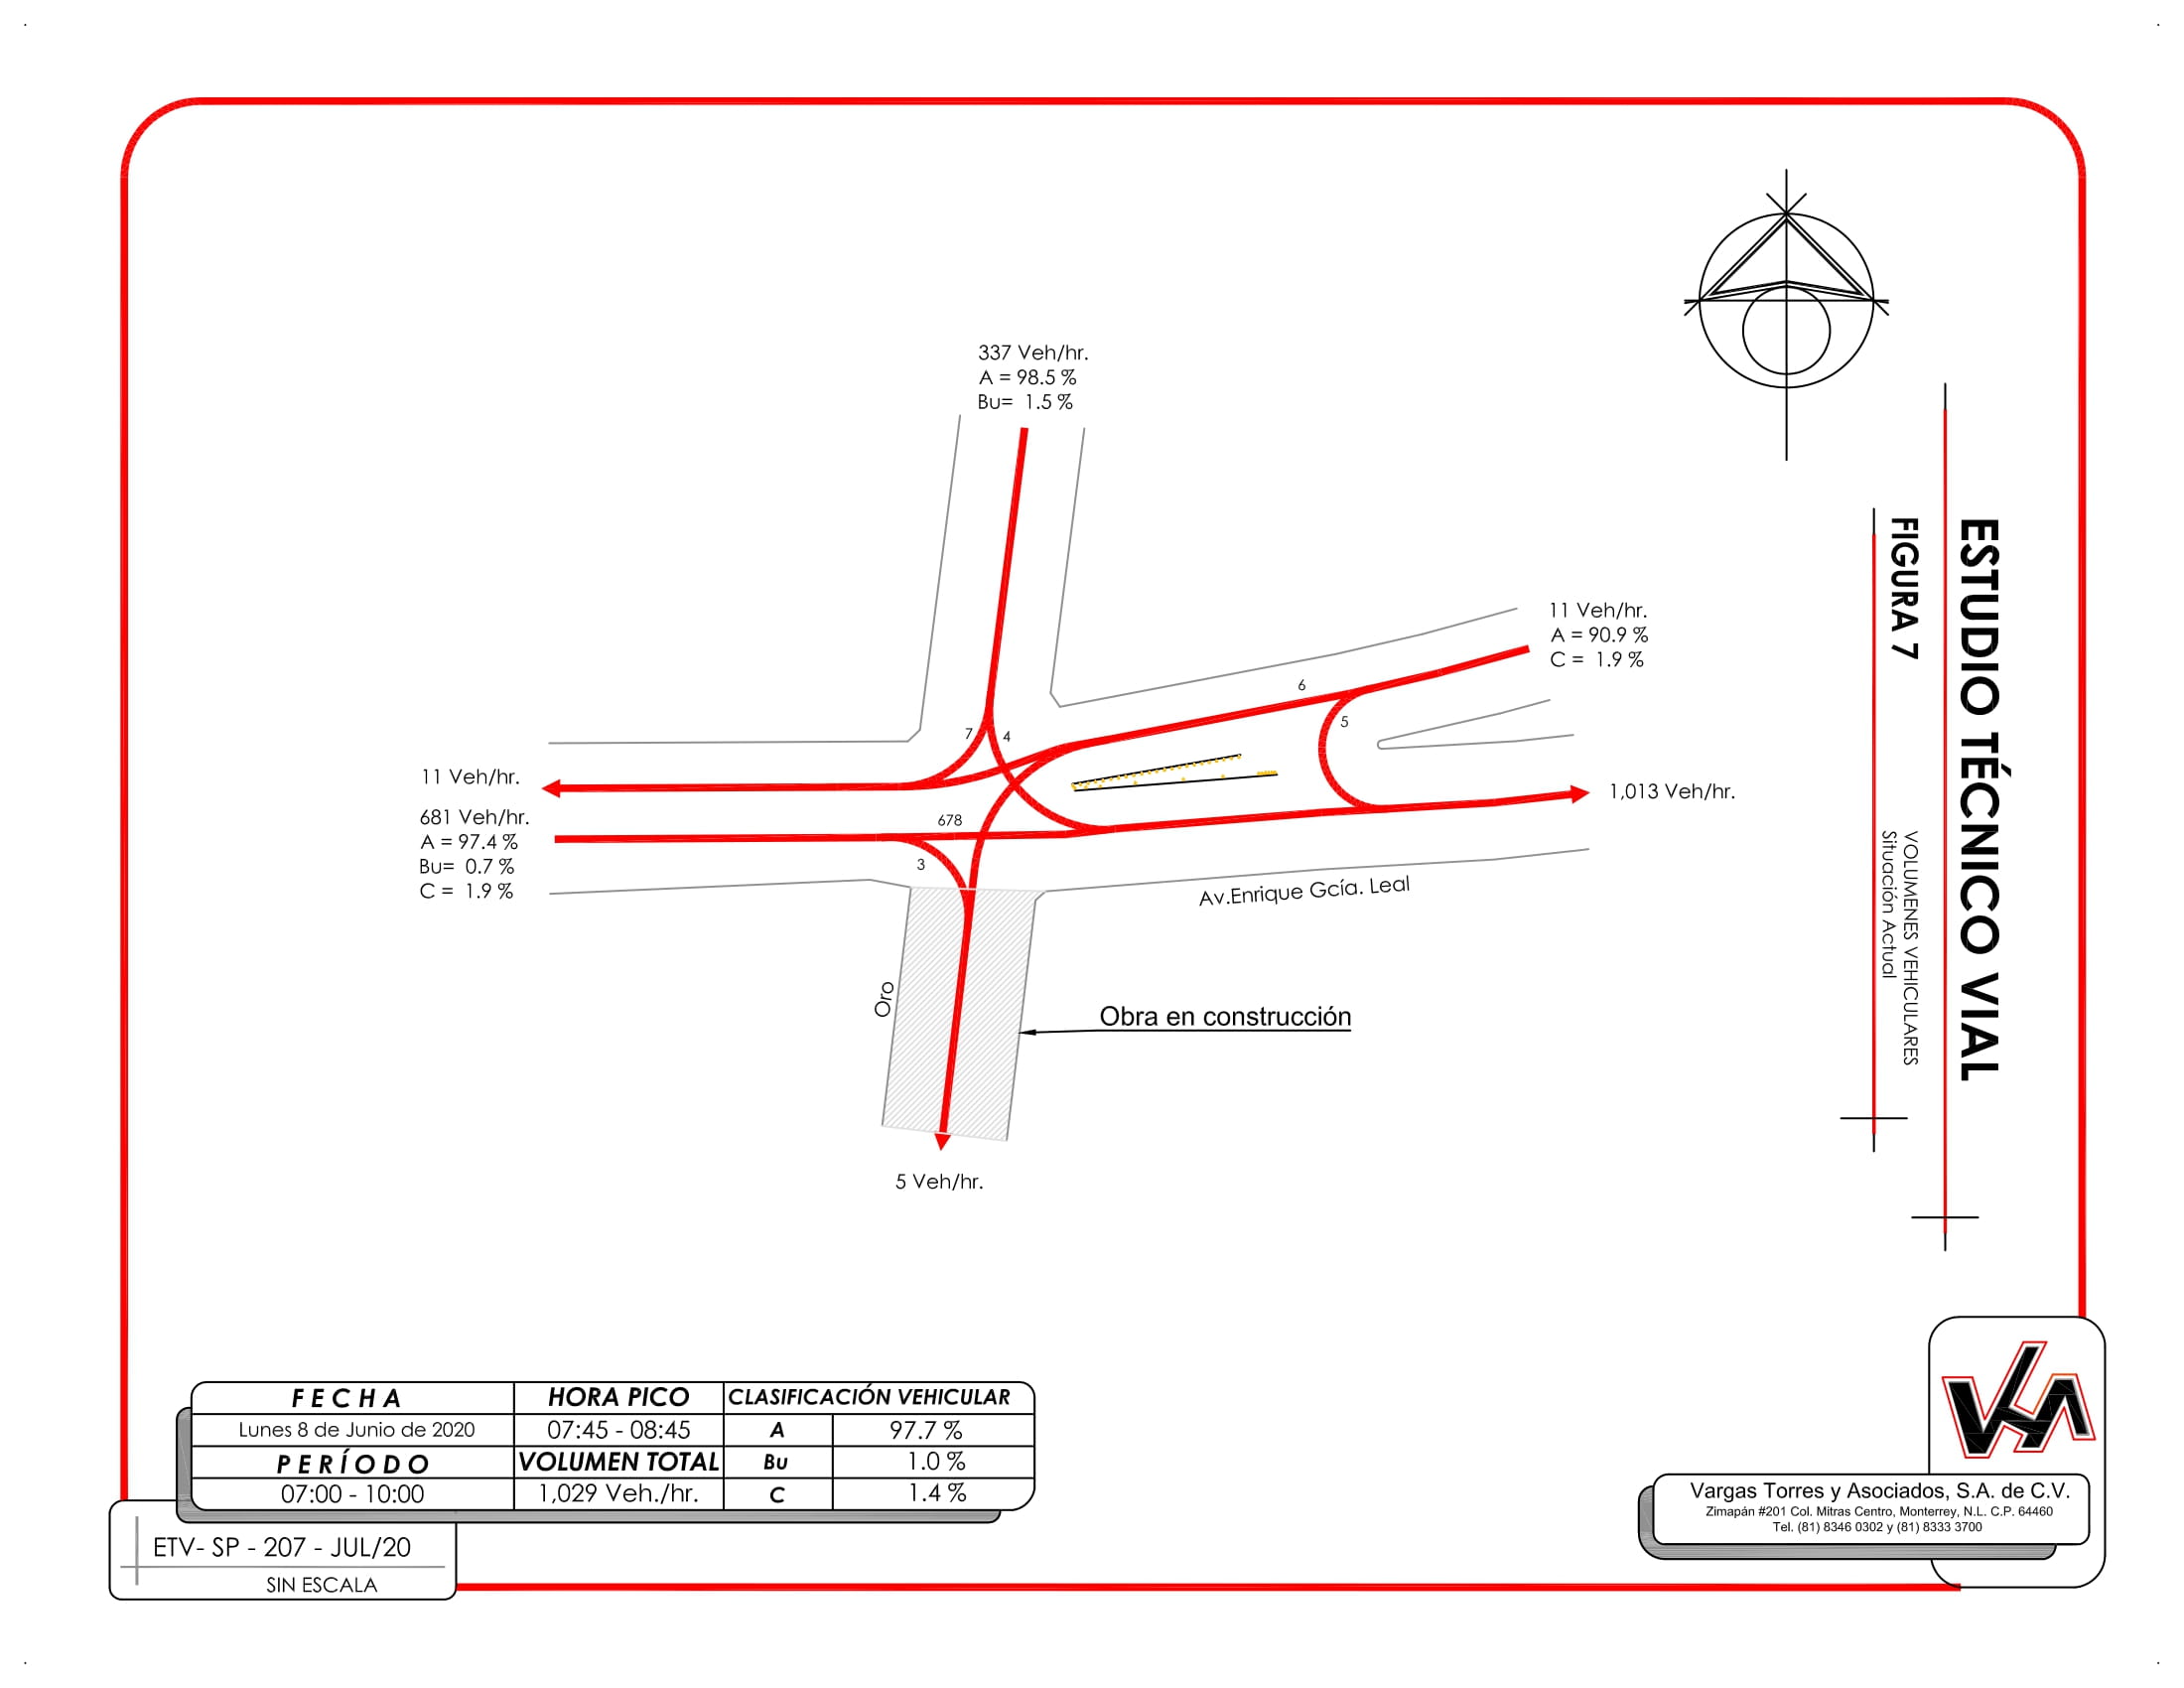 337 Veh/hr.
A = 98.5 %
Bu=  1.5 %
11 Veh/hr.
A = 90.9 %
C =  1.9 %
6
5
7
4
11 Veh/hr.
1,013 Veh/hr.
681 Veh/hr.
A = 97.4 %
Bu=  0.7 %
C =  1.9 %
678
3
Av.Enrique Gcía. Leal
Oro
Obra en construcción
5 Veh/hr.
ESTUDIO TÉCNICO VIAL
FIGURA 7
VOLUMENES VEHICULARES
Situación Actual
FECHA HORA PICO CLASIFICACIÓN VEHICULAR
Lunes 8 de Junio de 2020 07:45 - 08:45 A 97.7 %
PERÍODO VOLUMEN TOTAL Bu 1.0 %
07:00 - 10:00 1,029 Veh./hr. C 1.4 %
ETV- SP - 207 - JUL/20
SIN ESCALA
Vargas Torres y Asociados, S.A. de C.V.
Zimapán #201 Col. Mitras Centro, Monterrey, N.L. C.P. 64460
Tel. (81) 8346 0302 y (81) 8333 3700